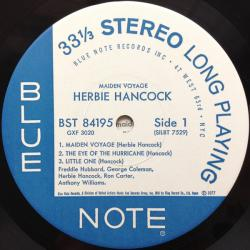 33⅓ STEREO LONG PLAYING
BLUE NOTE RECORDS INC • 47 WEST 63rd • NYC
MAIDEN VOYAGE
HERBIE HANCOCK
BST 84195
Side 1
GXF 3020
(SILBT 7529)
1. MAIDEN VOYAGE (Herbie Hancock)
2. THE EYE OF THE HURRICANE (Hancock)
3. LITTLE ONE (Hancock)
Freddie Hubbard, George Coleman,
Herbie Hancock, Ron Carter,
Anthony Williams.
BLUE
NOTE